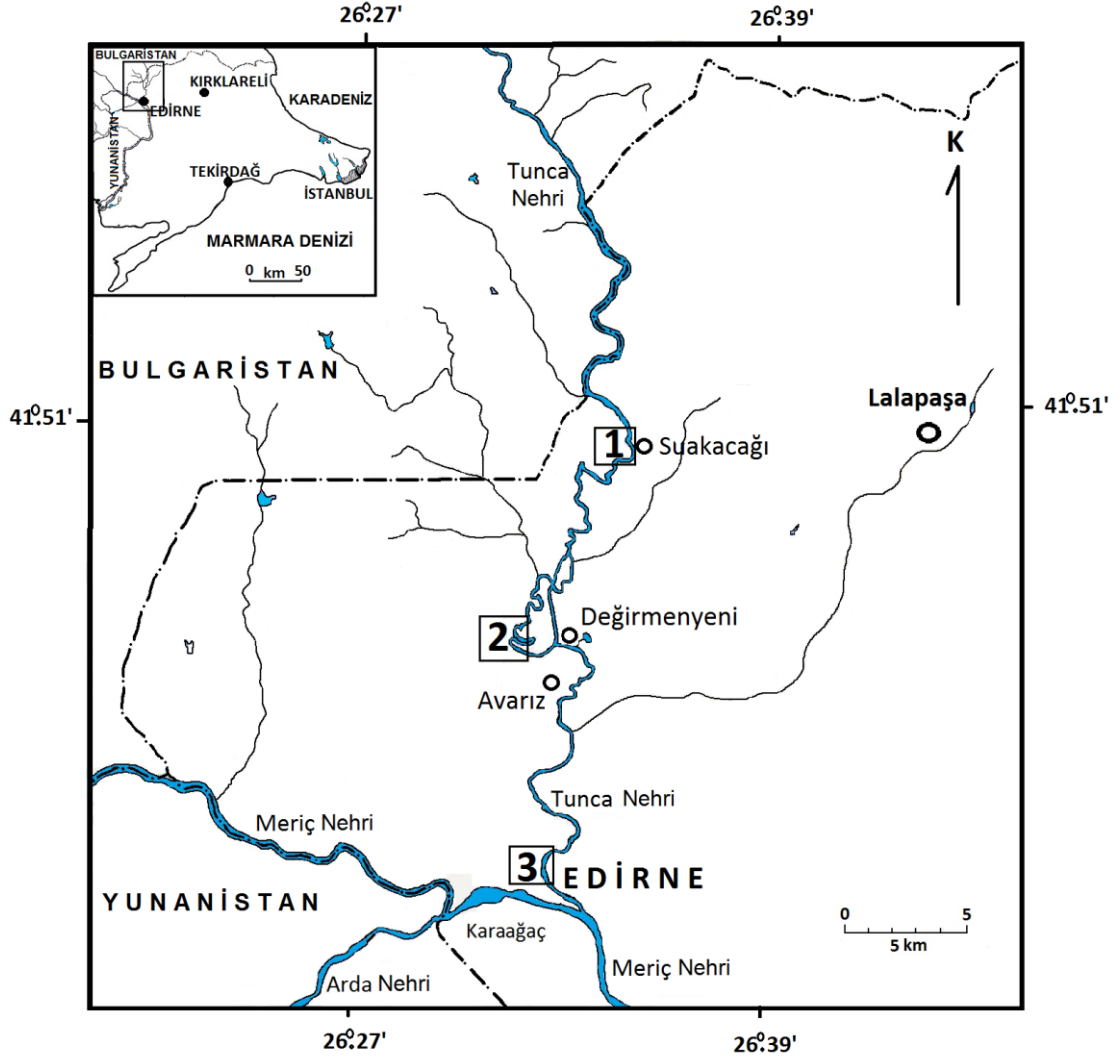 26°27'
26°39'
BULGARİSTAN
KIRKLARELİ
KARADENİZ
EDİRNE
YUNANİSTAN
TEKİRDAĞ
İSTANBUL
MARMARA DENİZİ
0 km 50
K
Tunca
Nehri
BULGARİSTAN
Lalapaşa
41°51'
41°51'
1
Suakacağı
2
Değirmenyeni
Avarız
Tunca Nehri
Meriç Nehri
3
EDİRNE
YUNANİSTAN
0 5
5 km
Karaağaç
Arda Nehri
Meriç Nehri
26°27'
26°39'